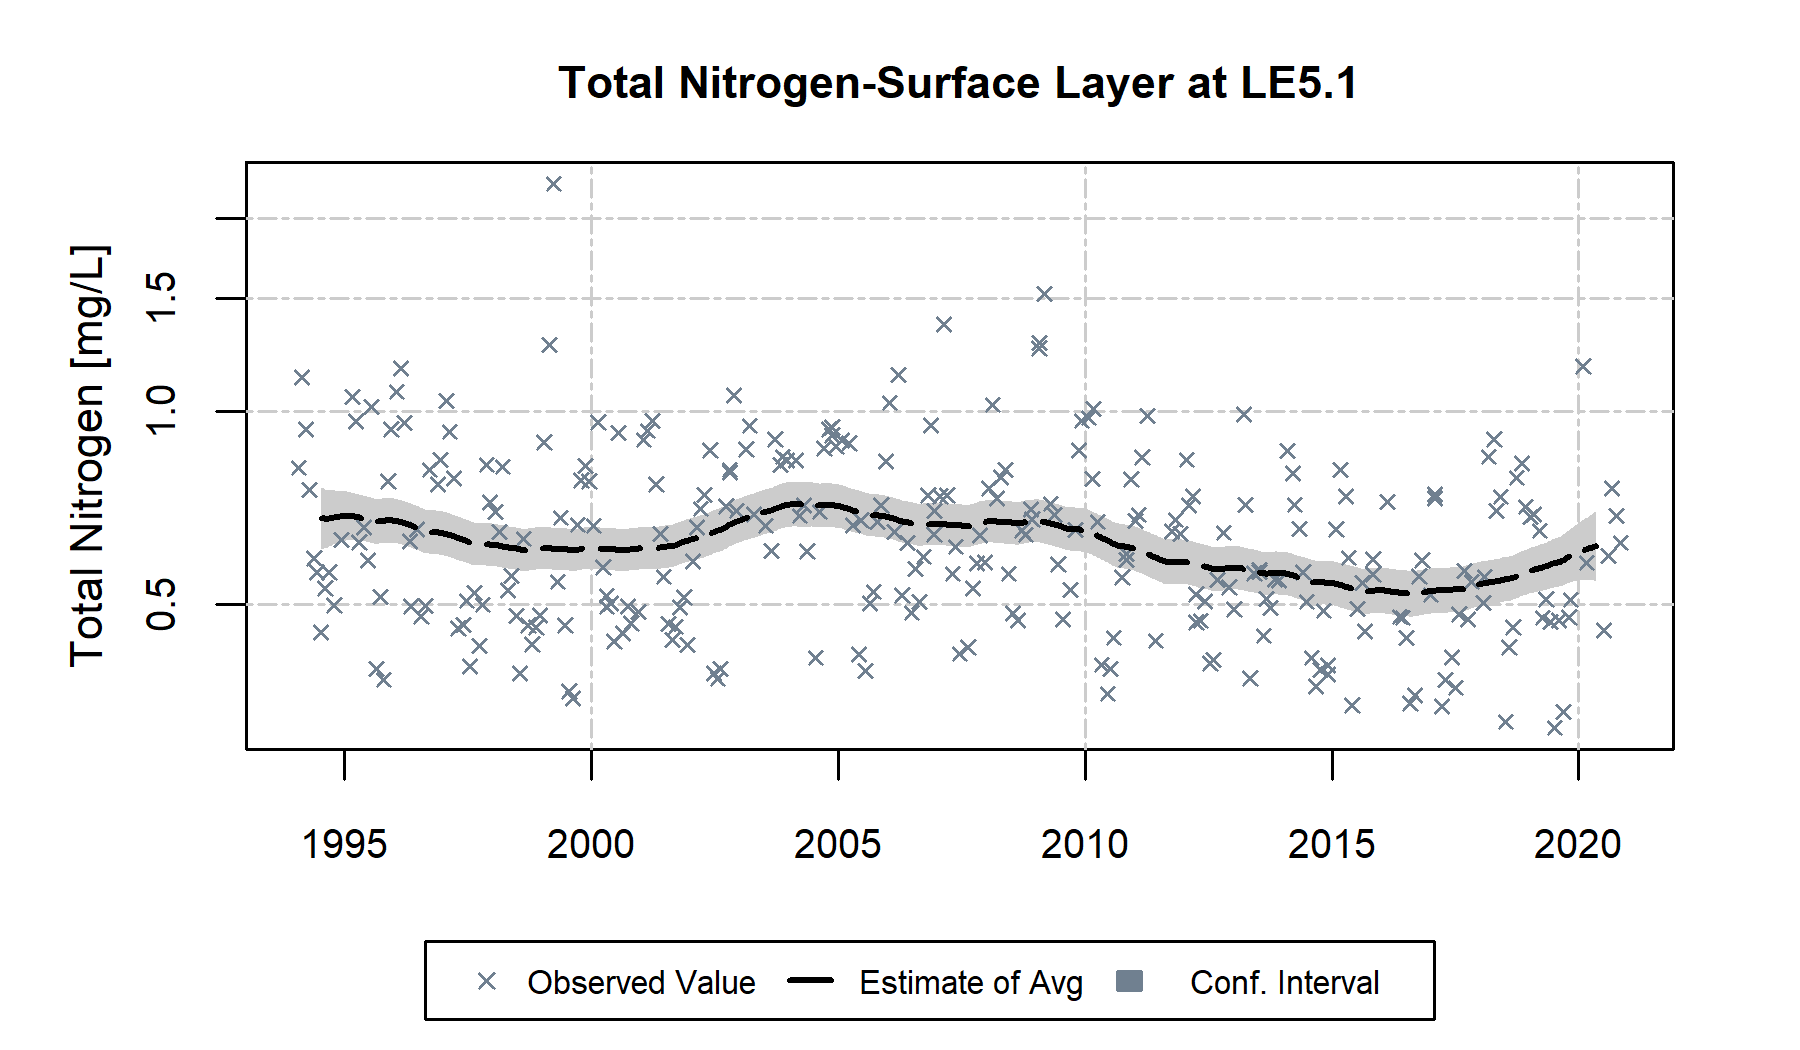 Total Nitrogen-Surface Layer at LE5.1
Total Nitrogen [mg/L]
1.5
1.0
0.5
1995 2000 2005 2010 2015 2020
Observed Value Estimate of Avg Conf. Interval